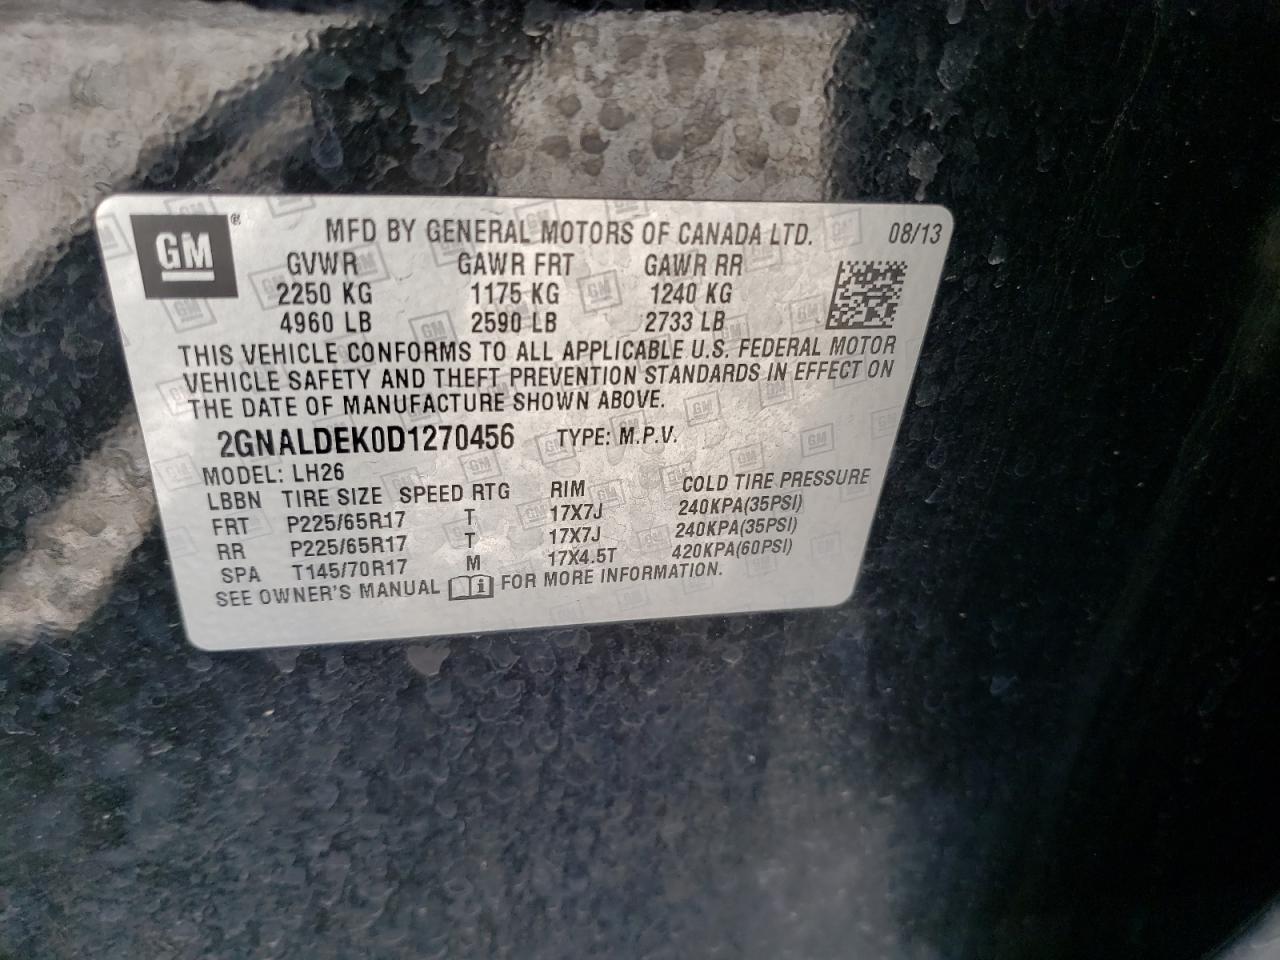 GM ® MFD BY GENERAL MOTORS OF CANADA LTD. 08/13
GVWR GAWR FRT GAWR RR
2250 KG 1175 KG 1240 KG
4960 LB 2590 LB 2733 LB
THIS VEHICLE CONFORMS TO ALL APPLICABLE U.S. FEDERAL MOTOR
VEHICLE SAFETY AND THEFT PREVENTION STANDARDS IN EFFECT ON
THE DATE OF MANUFACTURE SHOWN ABOVE.
2GNALDEK0D1270456 TYPE: M.P.V.
MODEL: LH26
LBBN TIRE SIZE SPEED RTG RIM COLD TIRE PRESSURE
FRT P225/65R17 T 17X7J 240KPA(35PSI)
RR P225/65R17 T 17X7J 240KPA(35PSI)
SPA T145/70R17 M 17X4.5T 420KPA(60PSI)
SEE OWNER'S MANUAL i FOR MORE INFORMATION.